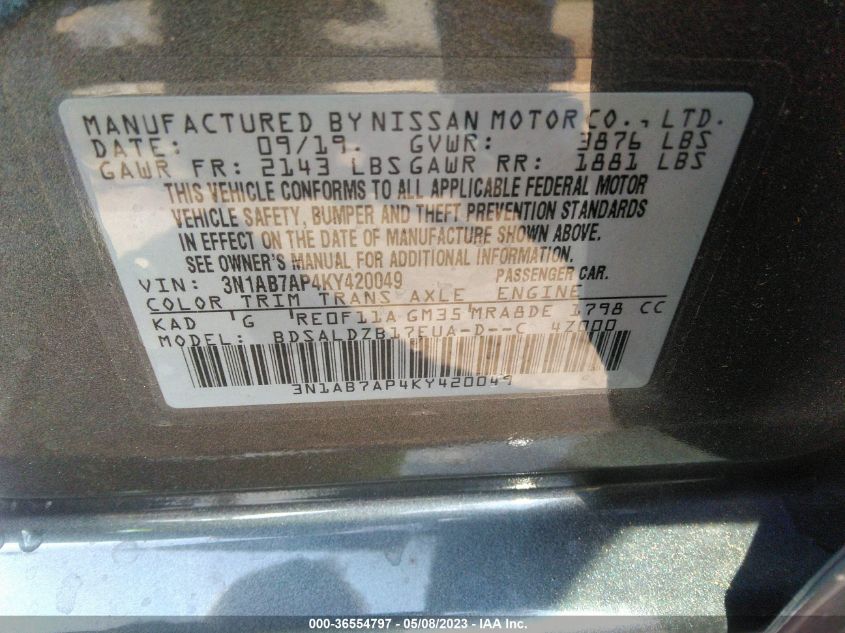 MANUFACTURED BY NISSAN MOTOR CO., LTD.
DATE: 09/19. GVWR: 3876 LBS
GAWR FR: 2143 LBS GAWR RR: 1881 LBS
THIS VEHICLE CONFORMS TO ALL APPLICABLE FEDERAL MOTOR
VEHICLE SAFETY, BUMPER AND THEFT PREVENTION STANDARDS
IN EFFECT ON THE DATE OF MANUFACTURE SHOWN ABOVE.
SEE OWNER'S MANUAL FOR ADDITIONAL INFORMATION.
VIN: 3N1AB7AP4KY420049 PASSENGER CAR.
COLOR TRIM TRANS AXLE ENGINE
KAD G RE0F11A GM35 MRA8DE 1798 CC
MODEL: BDSALDZB17EUA-D--C 4Z000
3N1AB7AP4KY420049
000-36554797 - 05/08/2023 - IAA Inc.